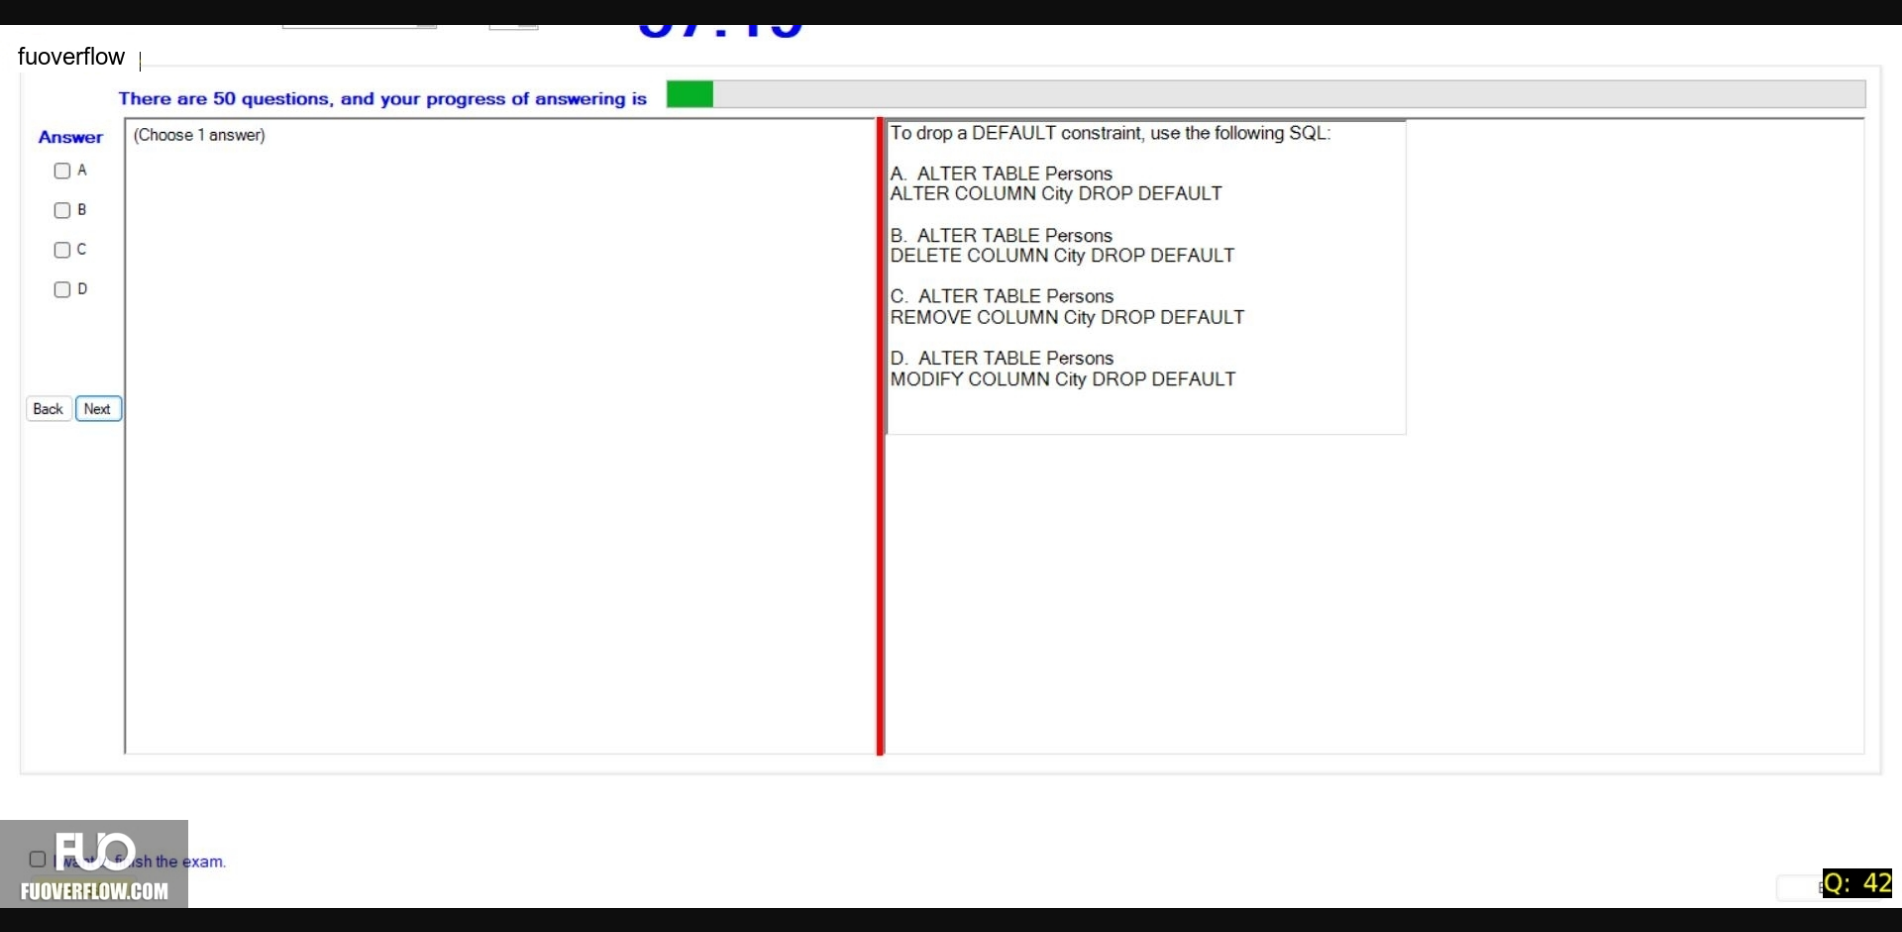 fuoverflow
There are 50 questions, and your progress of answering is
Answer
(Choose 1 answer)
A
B
C
D
Back Next
To drop a DEFAULT constraint, use the following SQL:
A. ALTER TABLE Persons
ALTER COLUMN City DROP DEFAULT
B. ALTER TABLE Persons
DELETE COLUMN City DROP DEFAULT
C. ALTER TABLE Persons
REMOVE COLUMN City DROP DEFAULT
D. ALTER TABLE Persons
MODIFY COLUMN City DROP DEFAULT
FUO
the exam.
FUOVERFLOW.COM
Q: 42